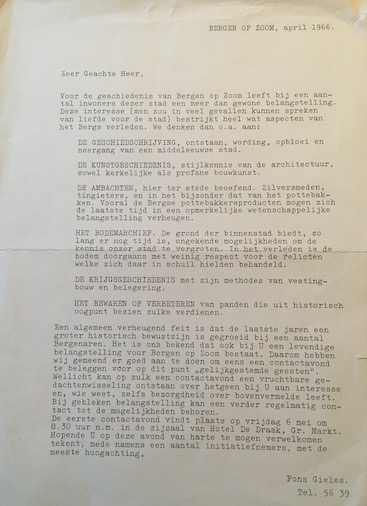 BERGEN OP ZOOM, april 1966.
Zeer Geachte Heer,
Voor de geschiedenis van Bergen op Zoom leeft bij een aan-
tal inwoners dezer stad een meer dan gewone belangstelling.
Deze interesse (men zou in veel gevallen kunnen spreken
van liefde voor de stad) bestrijkt heel wat aspecten van
het Bergs verleden. We denken dan o.a. aan:
DE GESCHIEDSCHRIJVING, ontstaan, wording, opbloei en
neergang van een middeleeuwse stad.
DE KUNSTGESCHIEDENIS, stijlkennis van de architectuur,
zowel kerkelijke als profane bouwkunst.
DE AMBACHTEN, hier ter stede beoefend. Zilversmeden,
tingieters, en in het bijzonder dat van het pottebak-
ken. Vooral de Bergse pottebakkersproducten mogen zich
de laatste tijd in een opmerkelijke wetenschappelijke
belangstelling verheugen.
HET BODEMARCHIEF. De grond der binnenstad biedt, zo
lang er nog tijd is, ongekende mogelijkheden om de
kennis onzer stad te vergroten. In het verleden is de
bodem doorgaans met weinig respect voor de felicten
welke zich daar in schuil hielden behandeld.
DE KRIJGSGESCHIEDENIS met zijn methodes van vesting-
bouw en belegering.
HET BEWAREN OF VERBETEREN van panden die uit historisch
oogpunt bezien zulks verdienen.
Een algemeen verheugend feit is dat de laatste jaren een
groter historisch bewustzijn is gegroeid bij een aantal
Bergenaren. Het is ons bekend dat ook bij U een levendige
belangstelling voor Bergen op Zoom bestaat. Daarom hebben
wij gemeend er goed aan te doen om eens een contactavond
te beleggen voor op dit punt „gelijkgestemde geesten".
Wellicht kan op zulk een contactavond een vruchtbare ge-
dachtenwisseling ontstaan over hetgeen bij U aan interesse
en, wie weet, zelfs bezorgdheid over bovenvermelde leeft.
Bij gebleken belangstelling kan een verder regelmatig con-
tact tot de mogelijkheden behoren.
De eerste contactavond vindt plaats op vrijdag 6 mei om
8.30 uur n.m. in de zijzaal van Hotel De Draak, Gr. Markt.
Hopende U op deze avond van harte te mogen verwelkomen
tekent, mede namens een aantal initiatiefnemers, met de
meeste hoogachting,
Fons Gieles.
Tel. 56 39